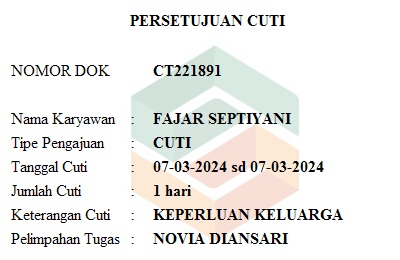 PERSETUJUAN CUTI
NOMOR DOK CT221891
Nama Karyawan : FAJAR SEPTIYANI
Tipe Pengajuan : CUTI
Tanggal Cuti : 07-03-2024 sd 07-03-2024
Jumlah Cuti : 1 hari
Keterangan Cuti : KEPERLUAN KELUARGA
Pelimpahan Tugas : NOVIA DIANSARI